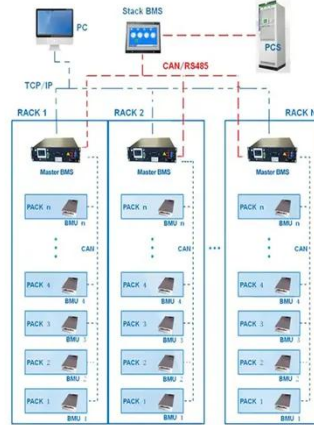 PC
Stack BMS
PCS
CAN/RS485
TCP/IP
RACK 1
RACK 2
RACK N
Master BMS
Master BMS
Master BMS
PACK n
BMU n
PACK n
BMU n
PACK n
BMU n
CAN
CAN
CAN
PACK 4
BMU 4
PACK 4
BMU 4
PACK 4
BMU 4
PACK 3
BMU 3
PACK 3
BMU 3
PACK 3
BMU 3
PACK 2
BMU 2
PACK 2
BMU 2
PACK 2
BMU 2
PACK 1
BMU 1
PACK 1
BMU 1
PACK 1
BMU 1